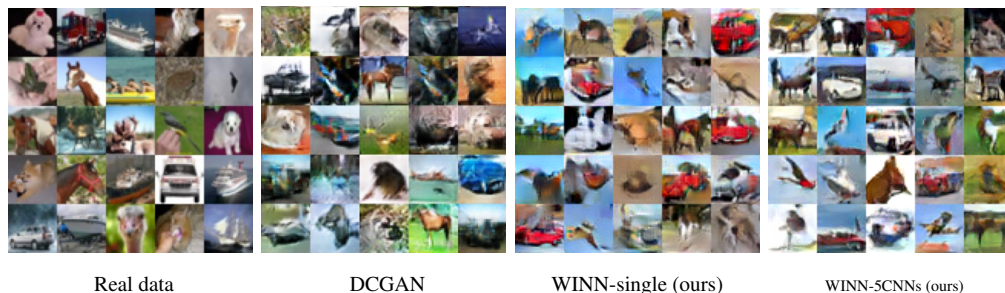 Real data
DCGAN
WINN-single (ours)
WINN-5CNNs (ours)